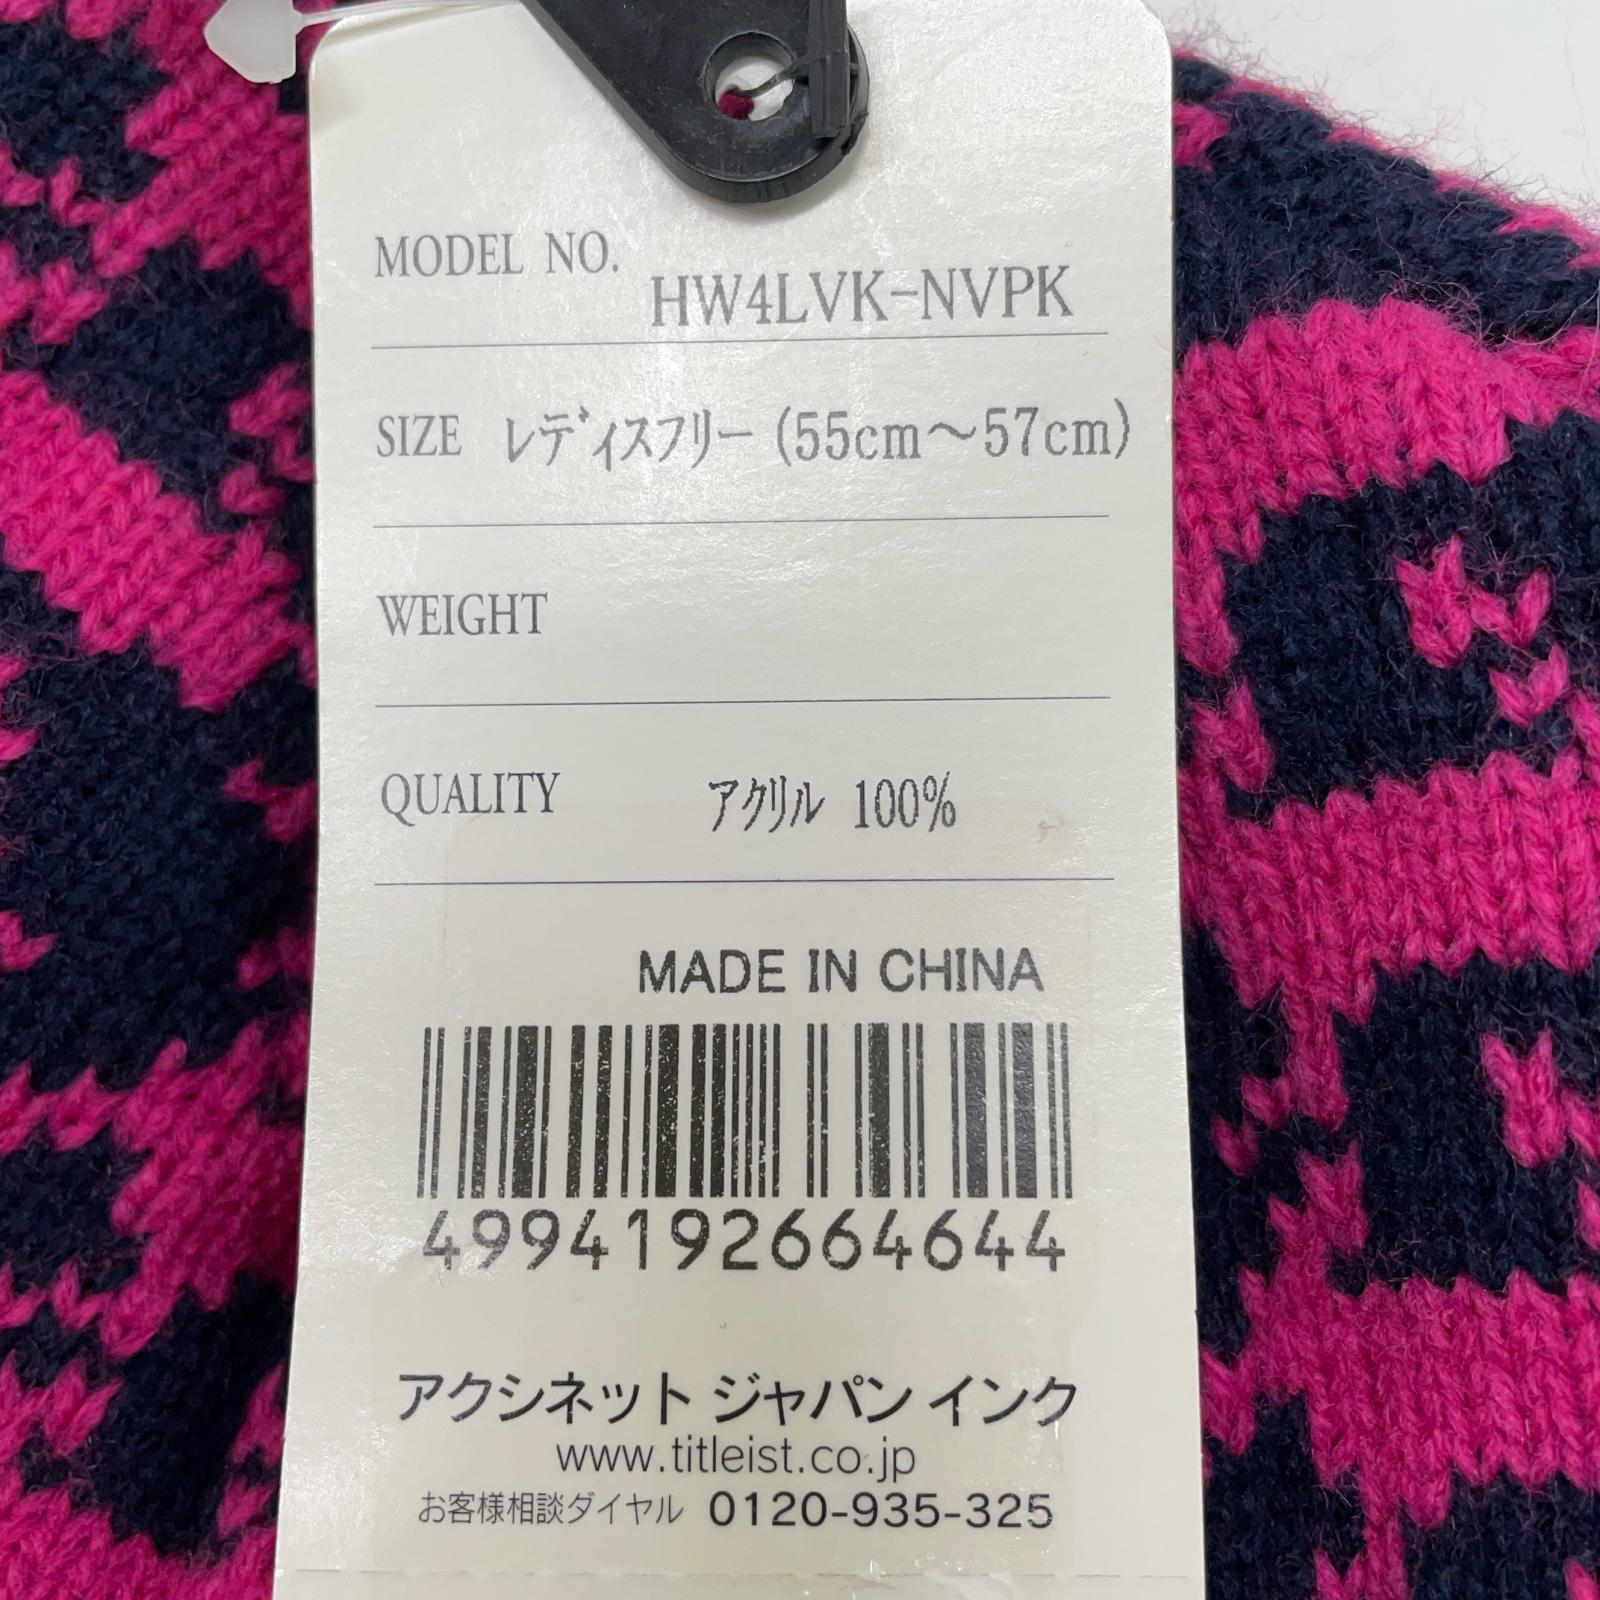 MODEL NO. HW4LVK-NVPK
SIZE レディスフリー (55cm～57cm)
WEIGHT
QUALITY アクリル 100%
MADE IN CHINA
4994192664644
アクシネット ジャパン インク
www.titleist.co.jp
お客様相談ダイヤル 0120-935-325